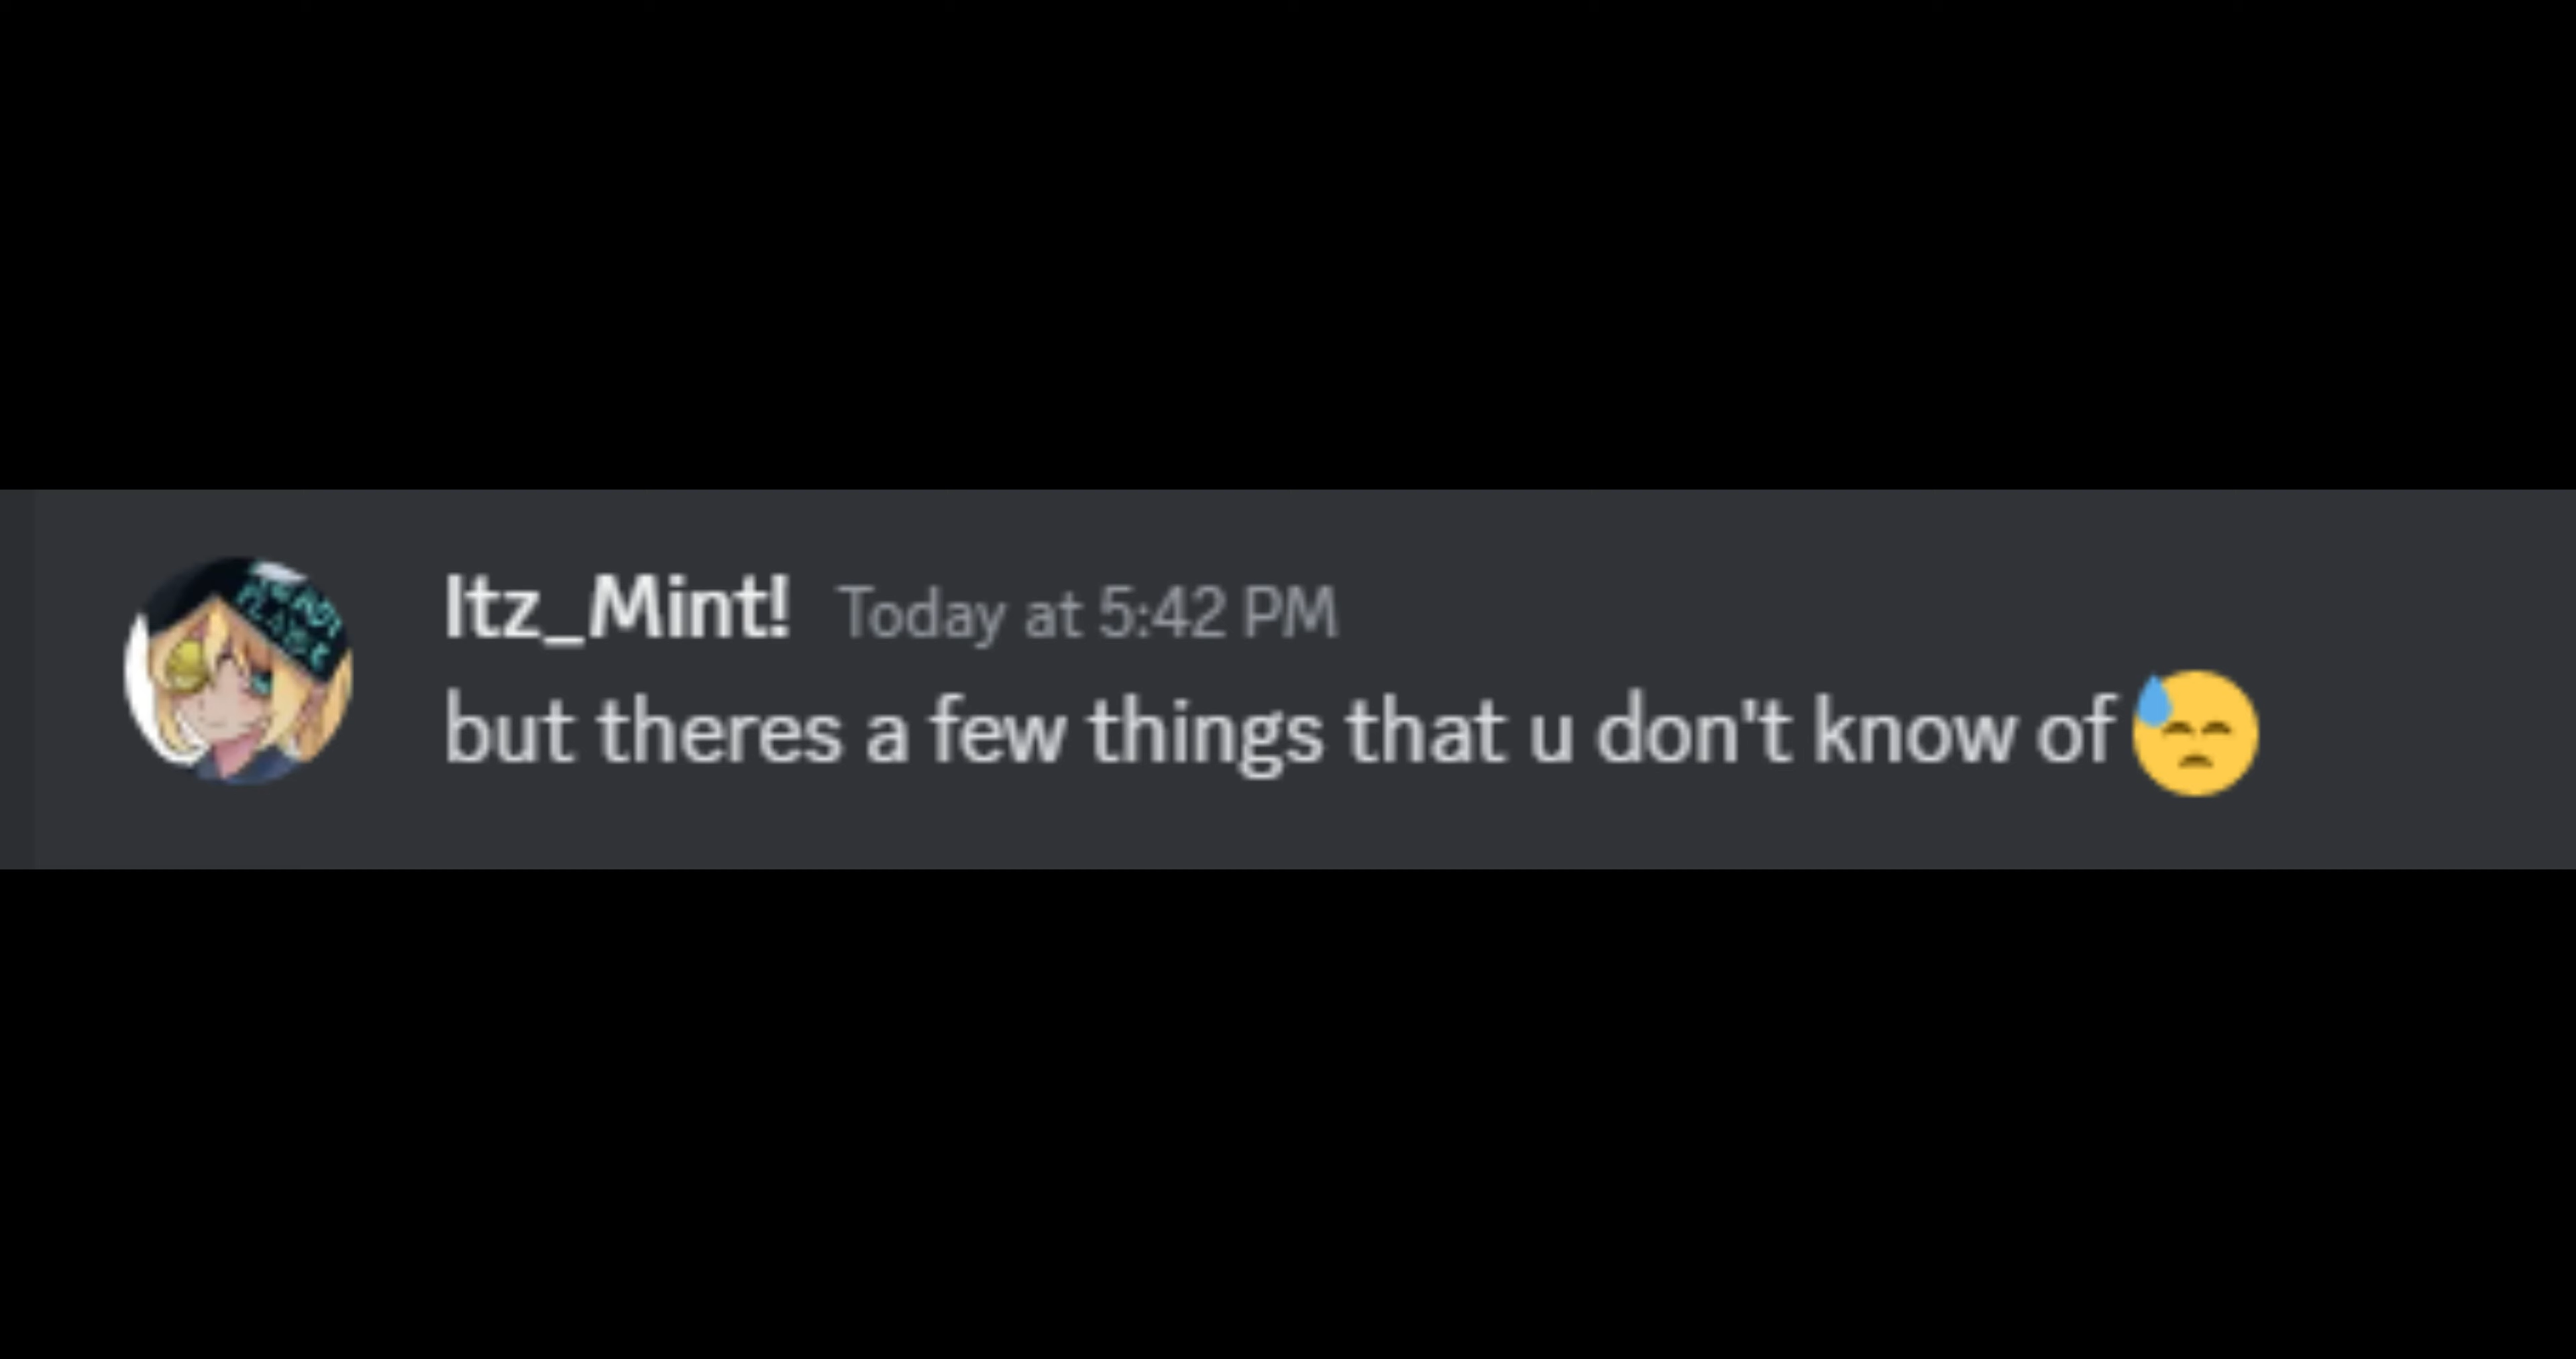 Itz_Mint! Today at 5:42 PM
but theres a few things that u don't know of😓